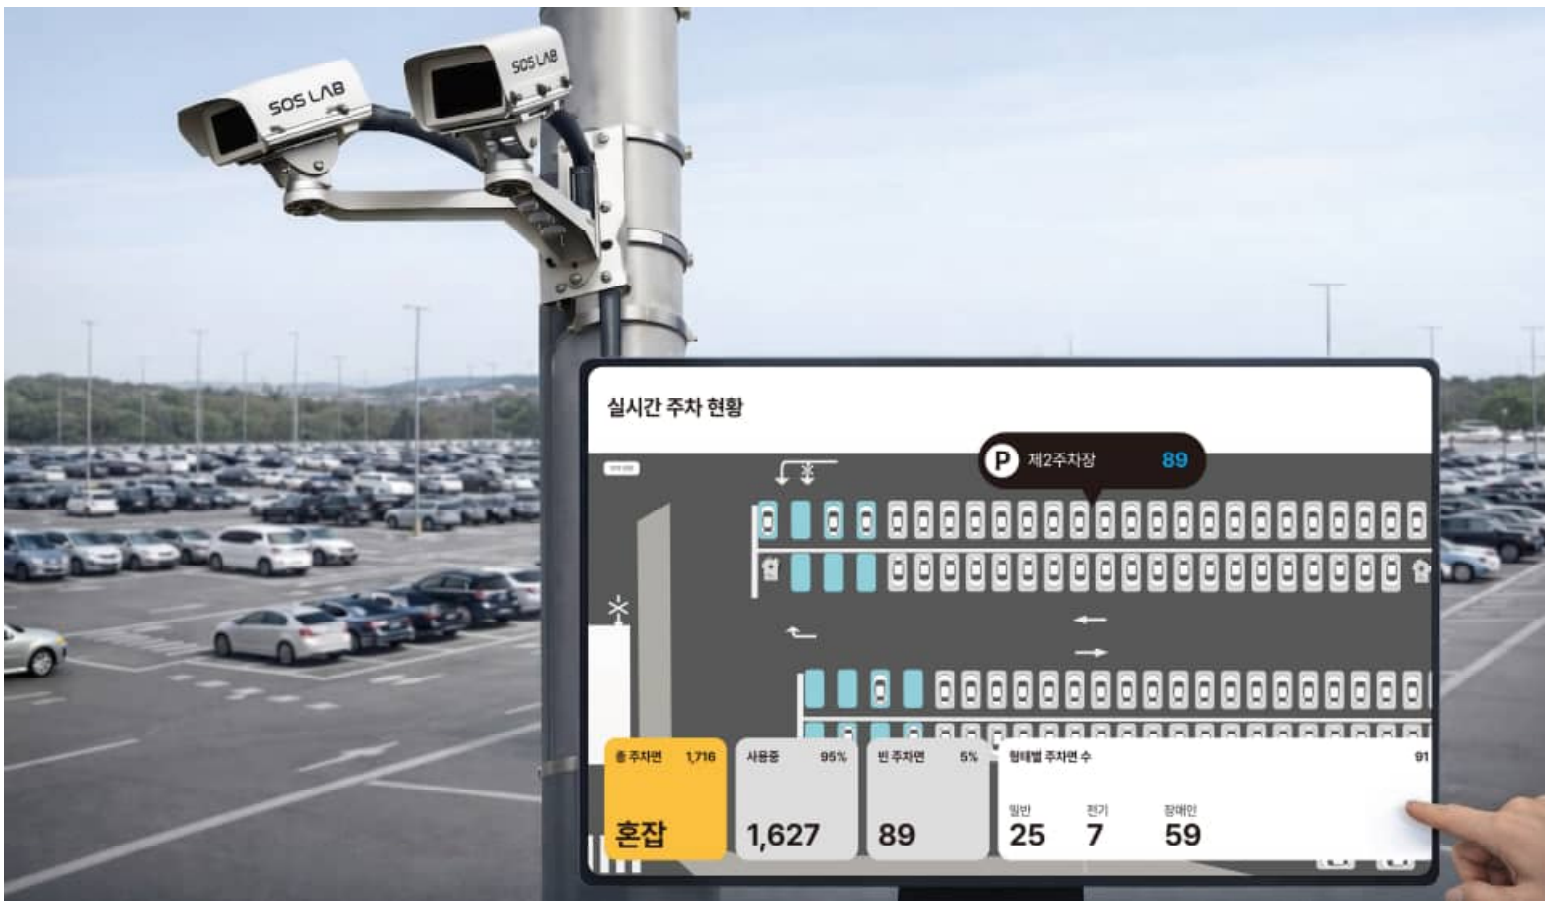 SOS LAB
SOS LAB
실시간 주차 현황
P 제2주차장 89
총 주차면 1,716
혼잡
사용중 95%
1,627
빈 주차면 5%
89
형태별 주차면 수 91
일반 전기 장애인
25 7 59